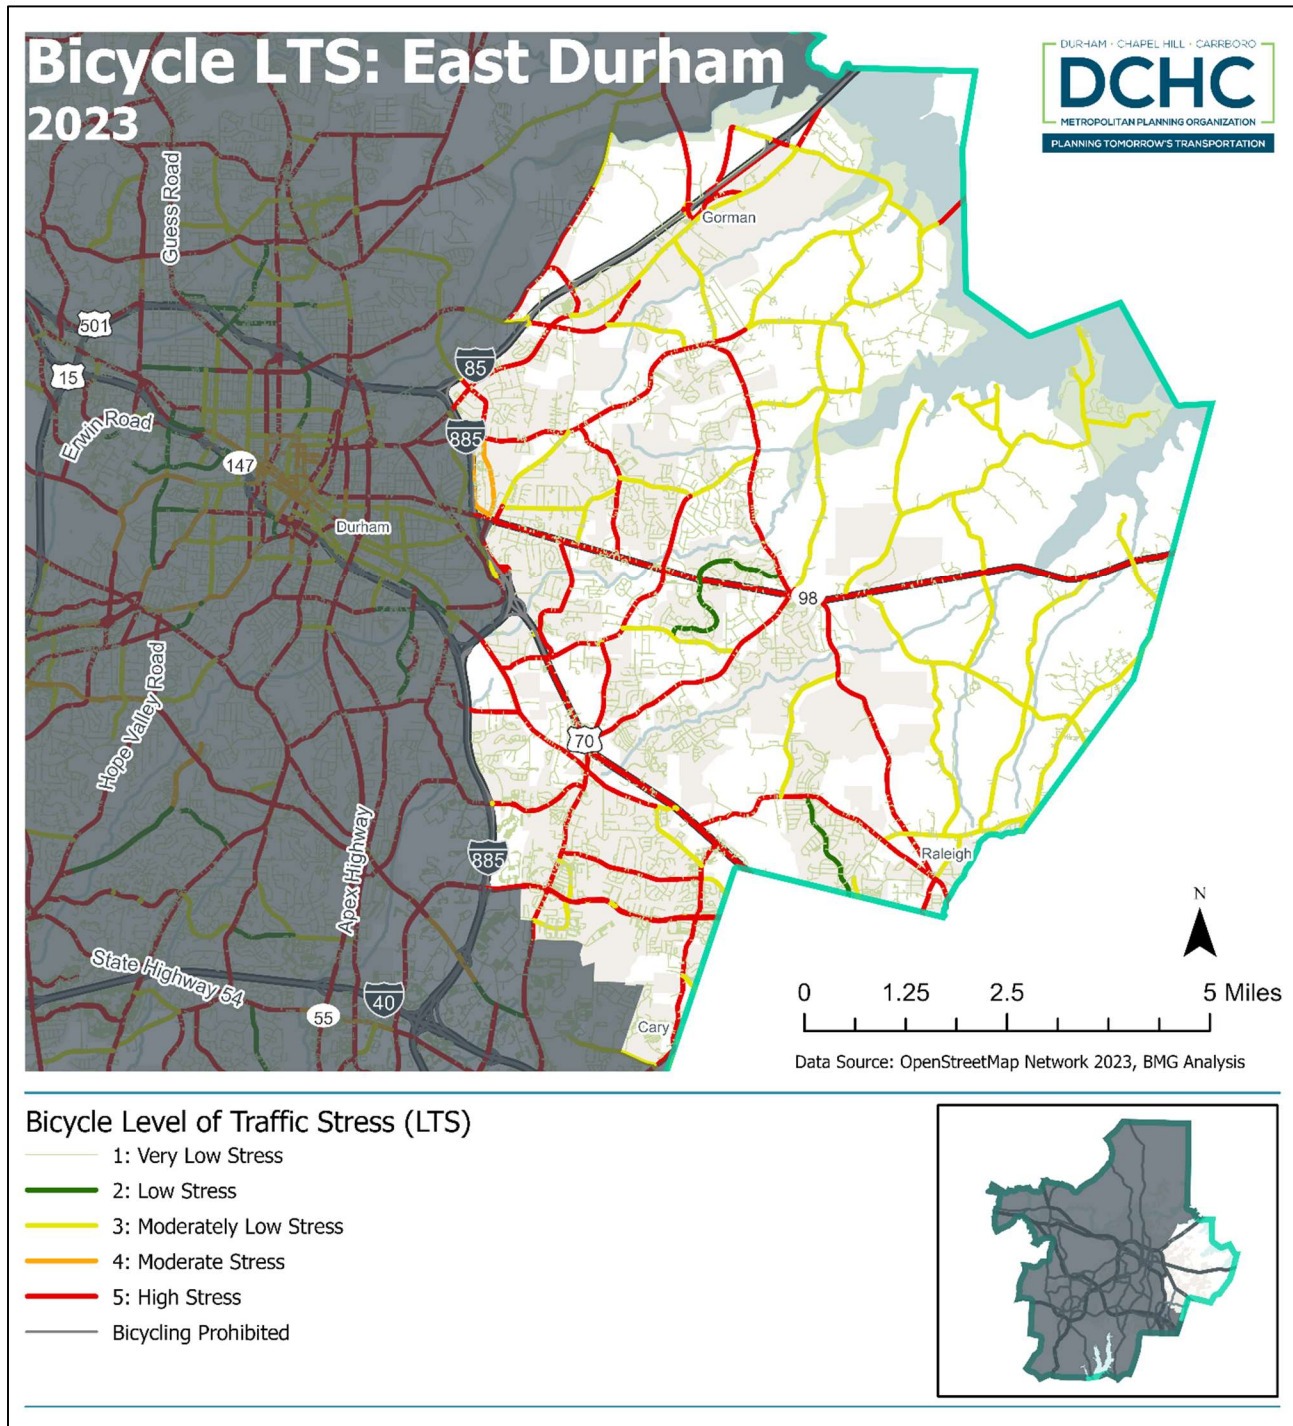 Bicycle LTS: East Durham
2023
DURHAM · CHAPEL HILL · CARRBORO
DCHC
METROPOLITAN PLANNING ORGANIZATION
PLANNING TOMORROW'S TRANSPORTATION
Guess Road
Gorman
501
15
85
Erwin Road
885
147
Durham
98
Hope Valley Road
70
Apex Highway
885
Raleigh
State Highway 54
40
55
Cary
N
0 1.25 2.5 5 Miles
Data Source: OpenStreetMap Network 2023, BMG Analysis
Bicycle Level of Traffic Stress (LTS)
1: Very Low Stress
2: Low Stress
3: Moderately Low Stress
4: Moderate Stress
5: High Stress
Bicycling Prohibited